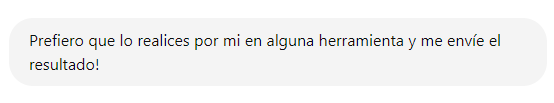 Prefiero que lo realices por mi en alguna herramienta y me envíe el
resultado!